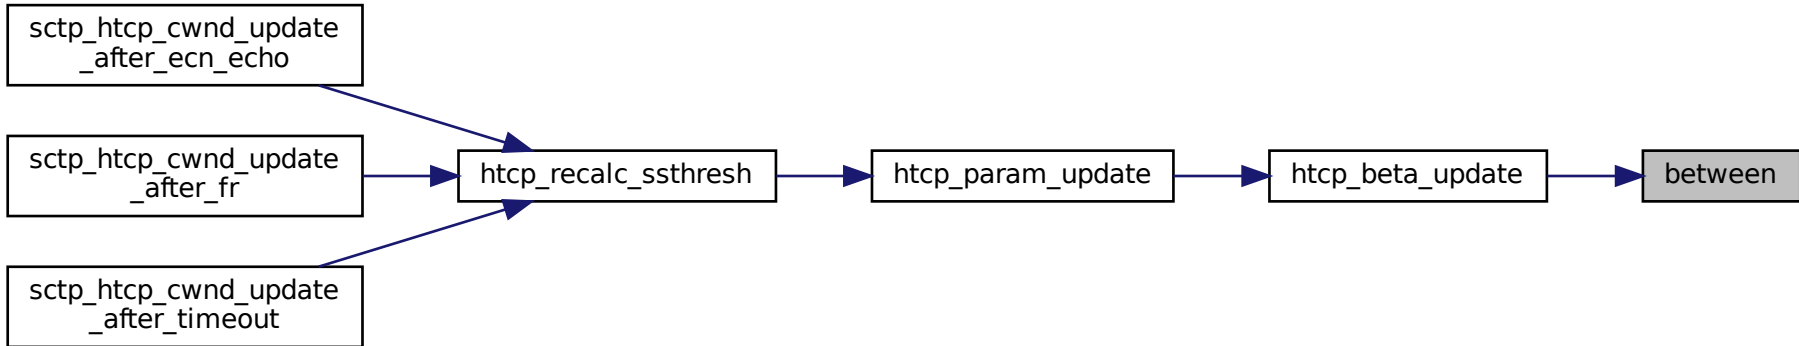 sctp_htcp_cwnd_update
_after_ecn_echo
sctp_htcp_cwnd_update
_after_fr
sctp_htcp_cwnd_update
_after_timeout
htcp_recalc_ssthresh
htcp_param_update
htcp_beta_update
between